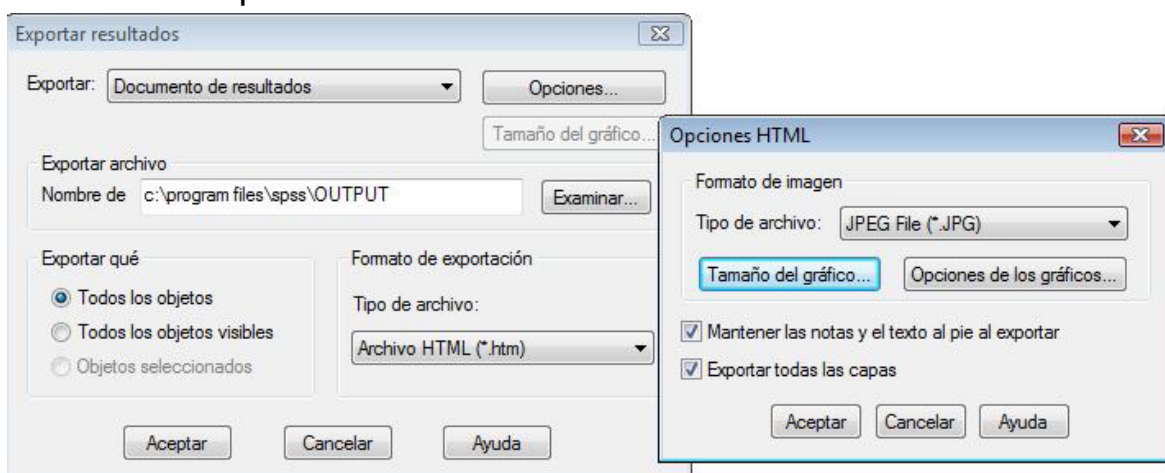 Exportar resultados
Exportar: Documento de resultados
Opciones...
Tamaño del gráfico...
Exportar archivo
Nombre de c:\program files\spss\OUTPUT
Examinar...
Exportar qué
Todos los objetos
Todos los objetos visibles
Objetos seleccionados
Formato de exportación
Tipo de archivo:
Archivo HTML (*.htm)
Aceptar Cancelar Ayuda
Opciones HTML
Formato de imagen
Tipo de archivo: JPEG File (*.JPG)
Tamaño del gráfico... Opciones de los gráficos...
Mantener las notas y el texto al pie al exportar
Exportar todas las capas
Aceptar Cancelar Ayuda